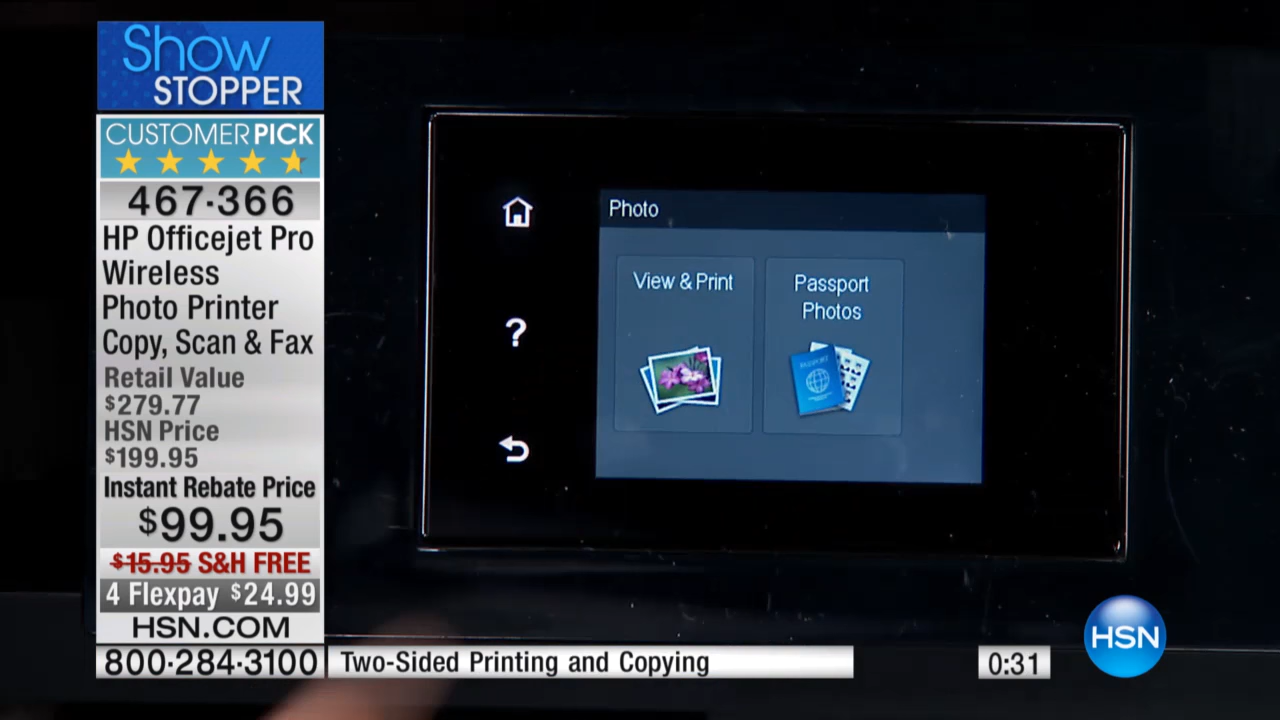 Show
STOPPER
CUSTOMER PICK
467·366
HP Officejet Pro
Wireless
Photo Printer
Copy, Scan & Fax
Retail Value
$279.77
HSN Price
$199.95
Instant Rebate Price
$99.95
$15.95 S&H FREE
4 Flexpay $24.99
HSN.COM
800·284·3100
Two-Sided Printing and Copying
0:31
HSN
Photo
View & Print
Passport
Photos
?